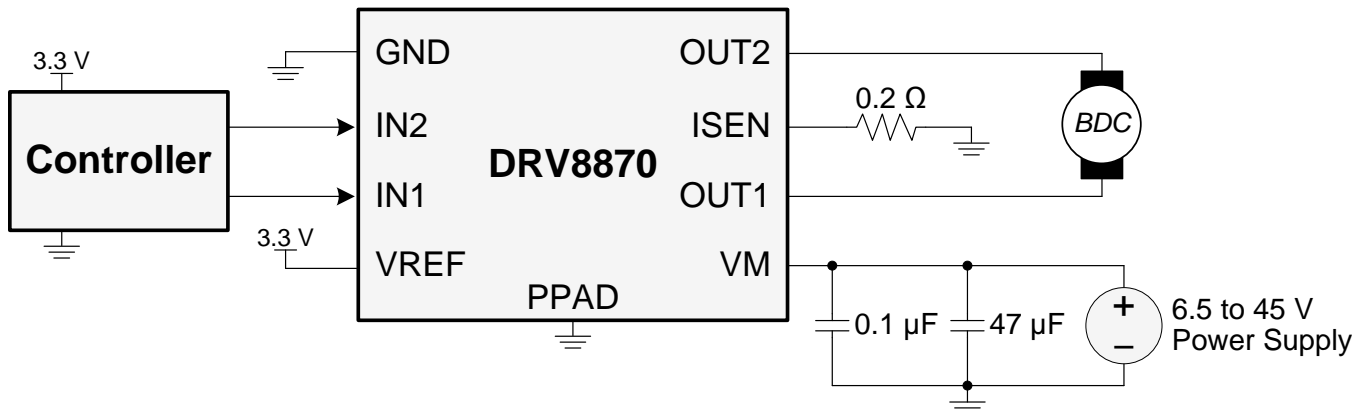 3.3 V
Controller
GND
IN2
IN1
3.3 V
VREF
DRV8870
PPAD
OUT2
ISEN
OUT1
VM
0.2 Ω
BDC
0.1 µF
47 µF
+
–
6.5 to 45 V
Power Supply